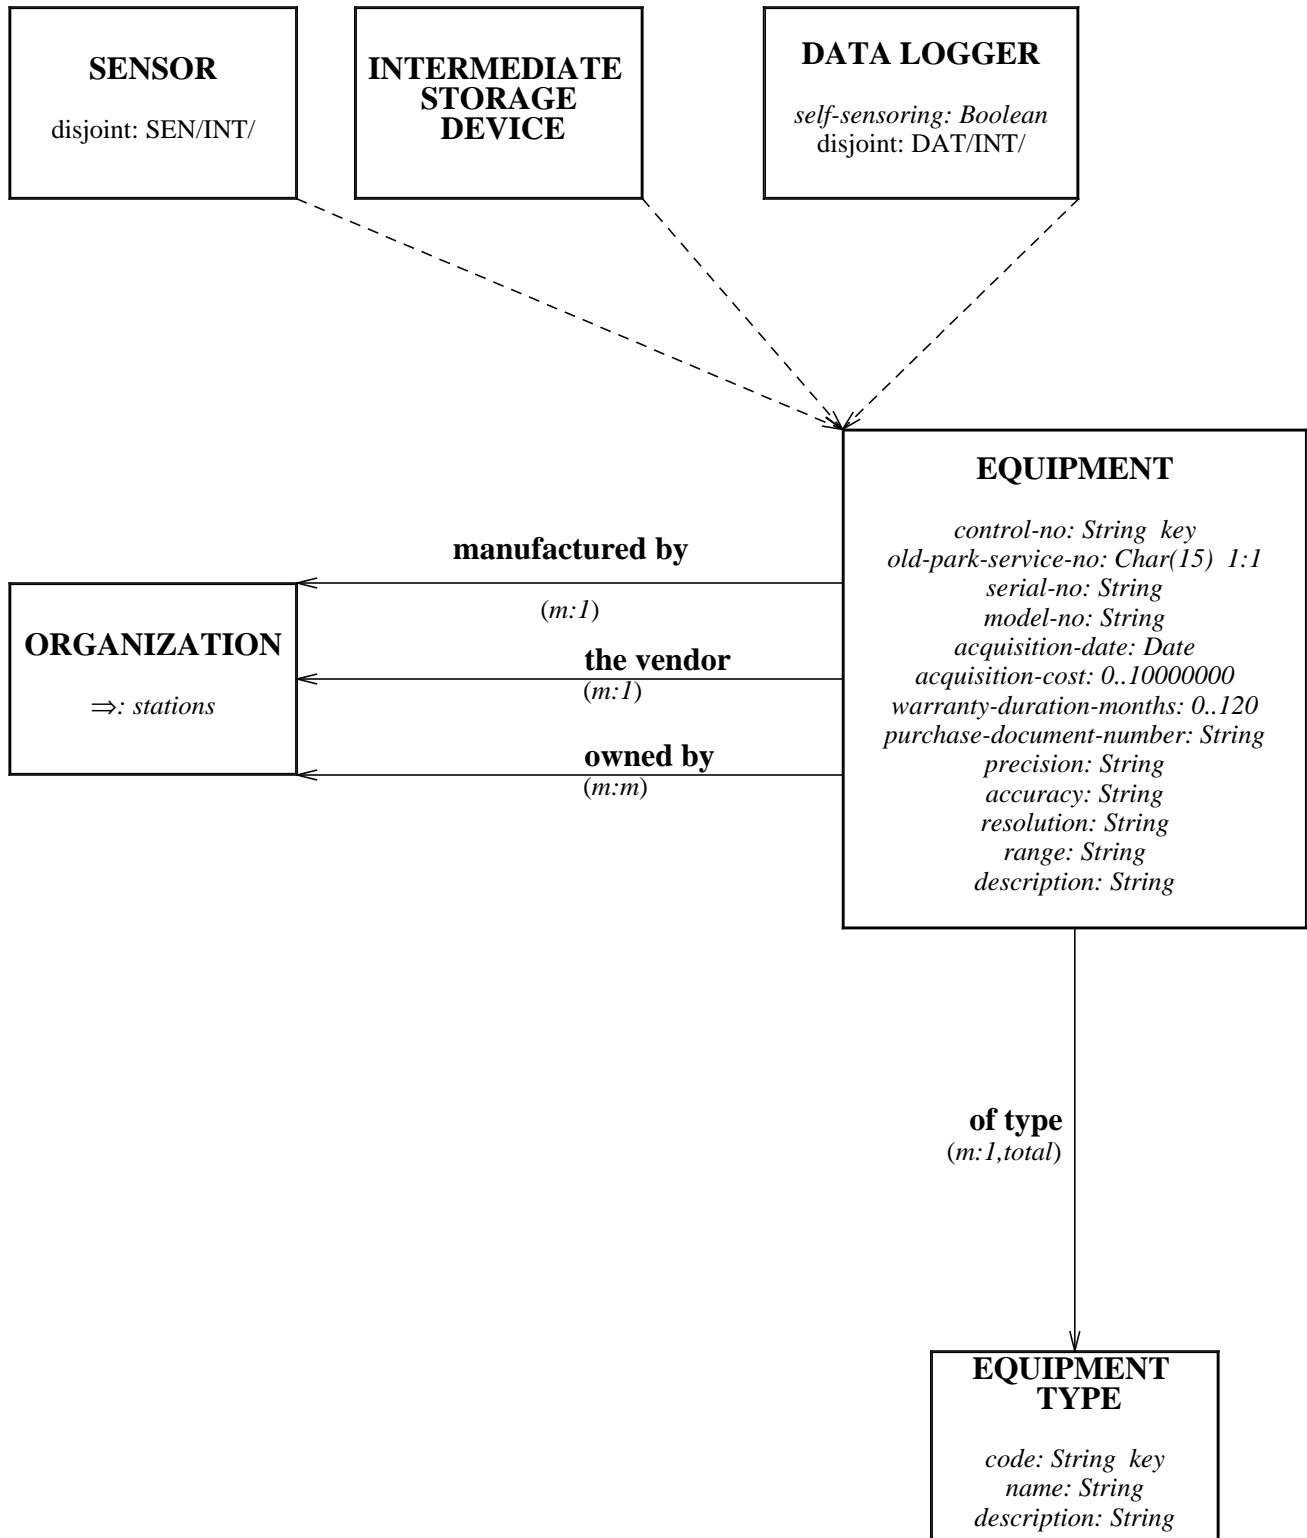 SENSOR
disjoint: SEN/INT/
INTERMEDIATE
STORAGE
DEVICE
DATA LOGGER
self-sensoring: Boolean
disjoint: DAT/INT/
EQUIPMENT
control-no: String key
old-park-service-no: Char(15) 1:1
serial-no: String
model-no: String
acquisition-date: Date
acquisition-cost: 0..10000000
warranty-duration-months: 0..120
purchase-document-number: String
precision: String
accuracy: String
resolution: String
range: String
description: String
manufactured by
(m:1)
the vendor
(m:1)
owned by
(m:m)
ORGANIZATION
⇒: stations
of type
(m:1,total)
EQUIPMENT
TYPE
code: String key
name: String
description: String